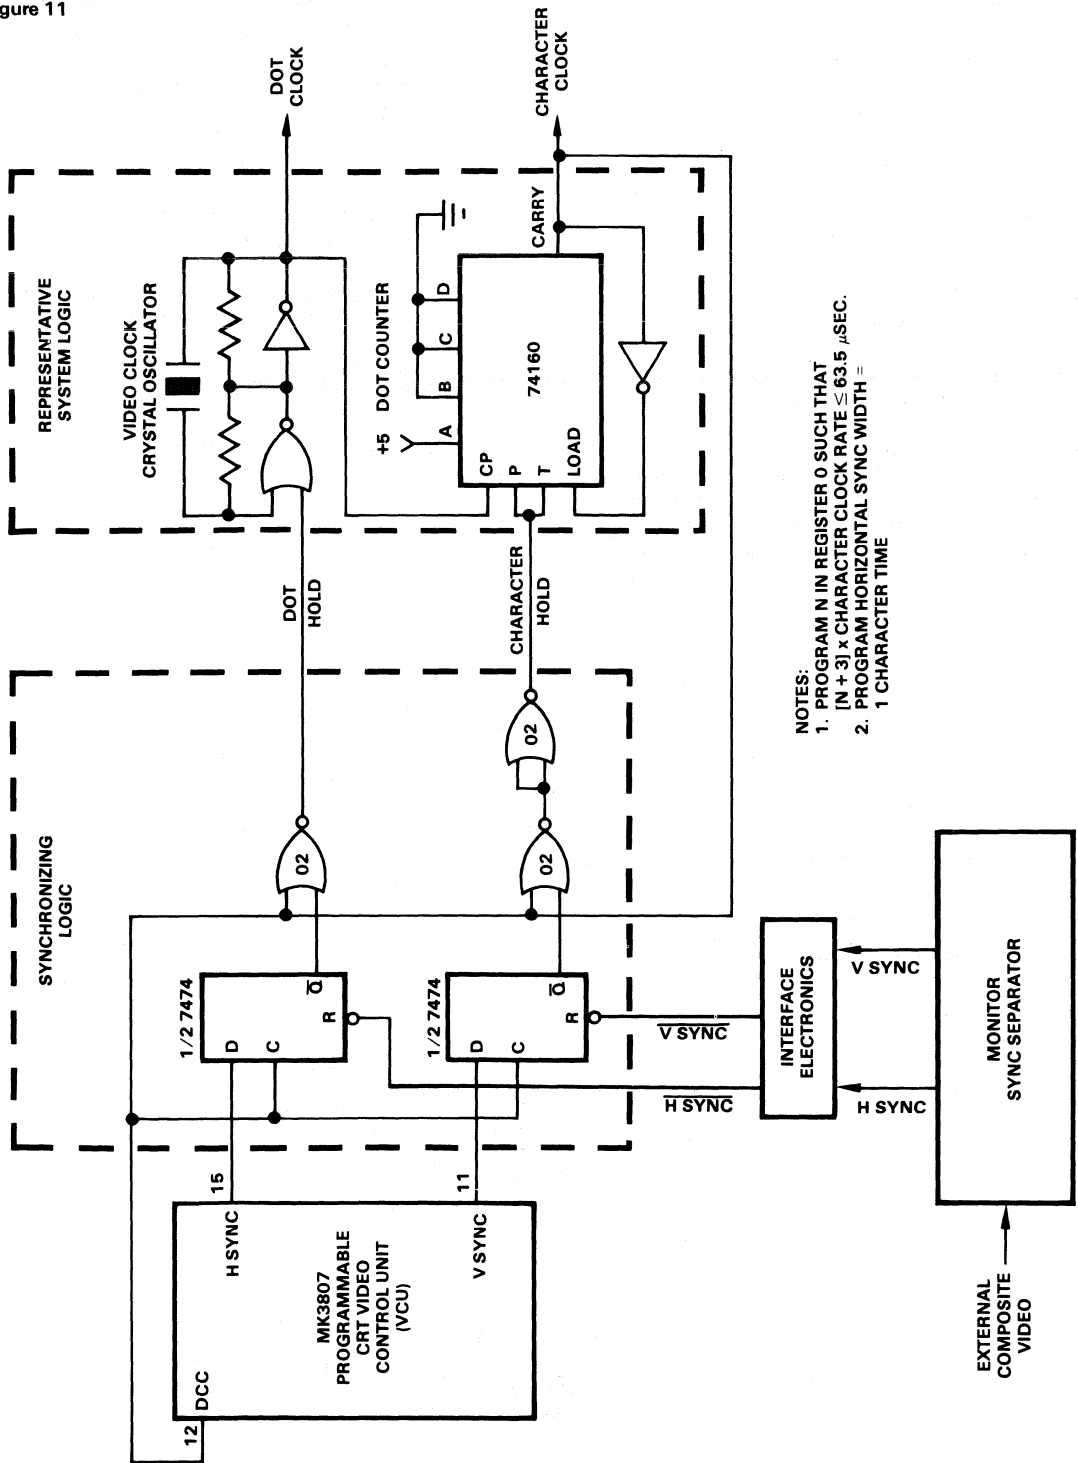 gure 11
REPRESENTATIVE
SYSTEM LOGIC
VIDEO CLOCK
CRYSTAL OSCILLATOR
DOT
CLOCK
CHARACTER
CLOCK
DOT COUNTER
+5
A
B
C
D
CARRY
74160
CP
P
T
LOAD
DOT
HOLD
CHARACTER
HOLD
SYNCHRONIZING
LOGIC
02
02
02
1/2 7474
D
C
Q
R
1/2 7474
D
C
Q
R
H SYNC
V SYNC
15
11
12
DCC
H SYNC
V SYNC
MK3807
PROGRAMMABLE
CRT VIDEO
CONTROL UNIT
(VCU)
INTERFACE
ELECTRONICS
V SYNC
H SYNC
MONITOR
SYNC SEPARATOR
EXTERNAL
COMPOSITE
VIDEO
NOTES:
1. PROGRAM N IN REGISTER 0 SUCH THAT
[N + 3] x CHARACTER CLOCK RATE ≤ 63.5 μSEC.
2. PROGRAM HORIZONTAL SYNC WIDTH =
1 CHARACTER TIME